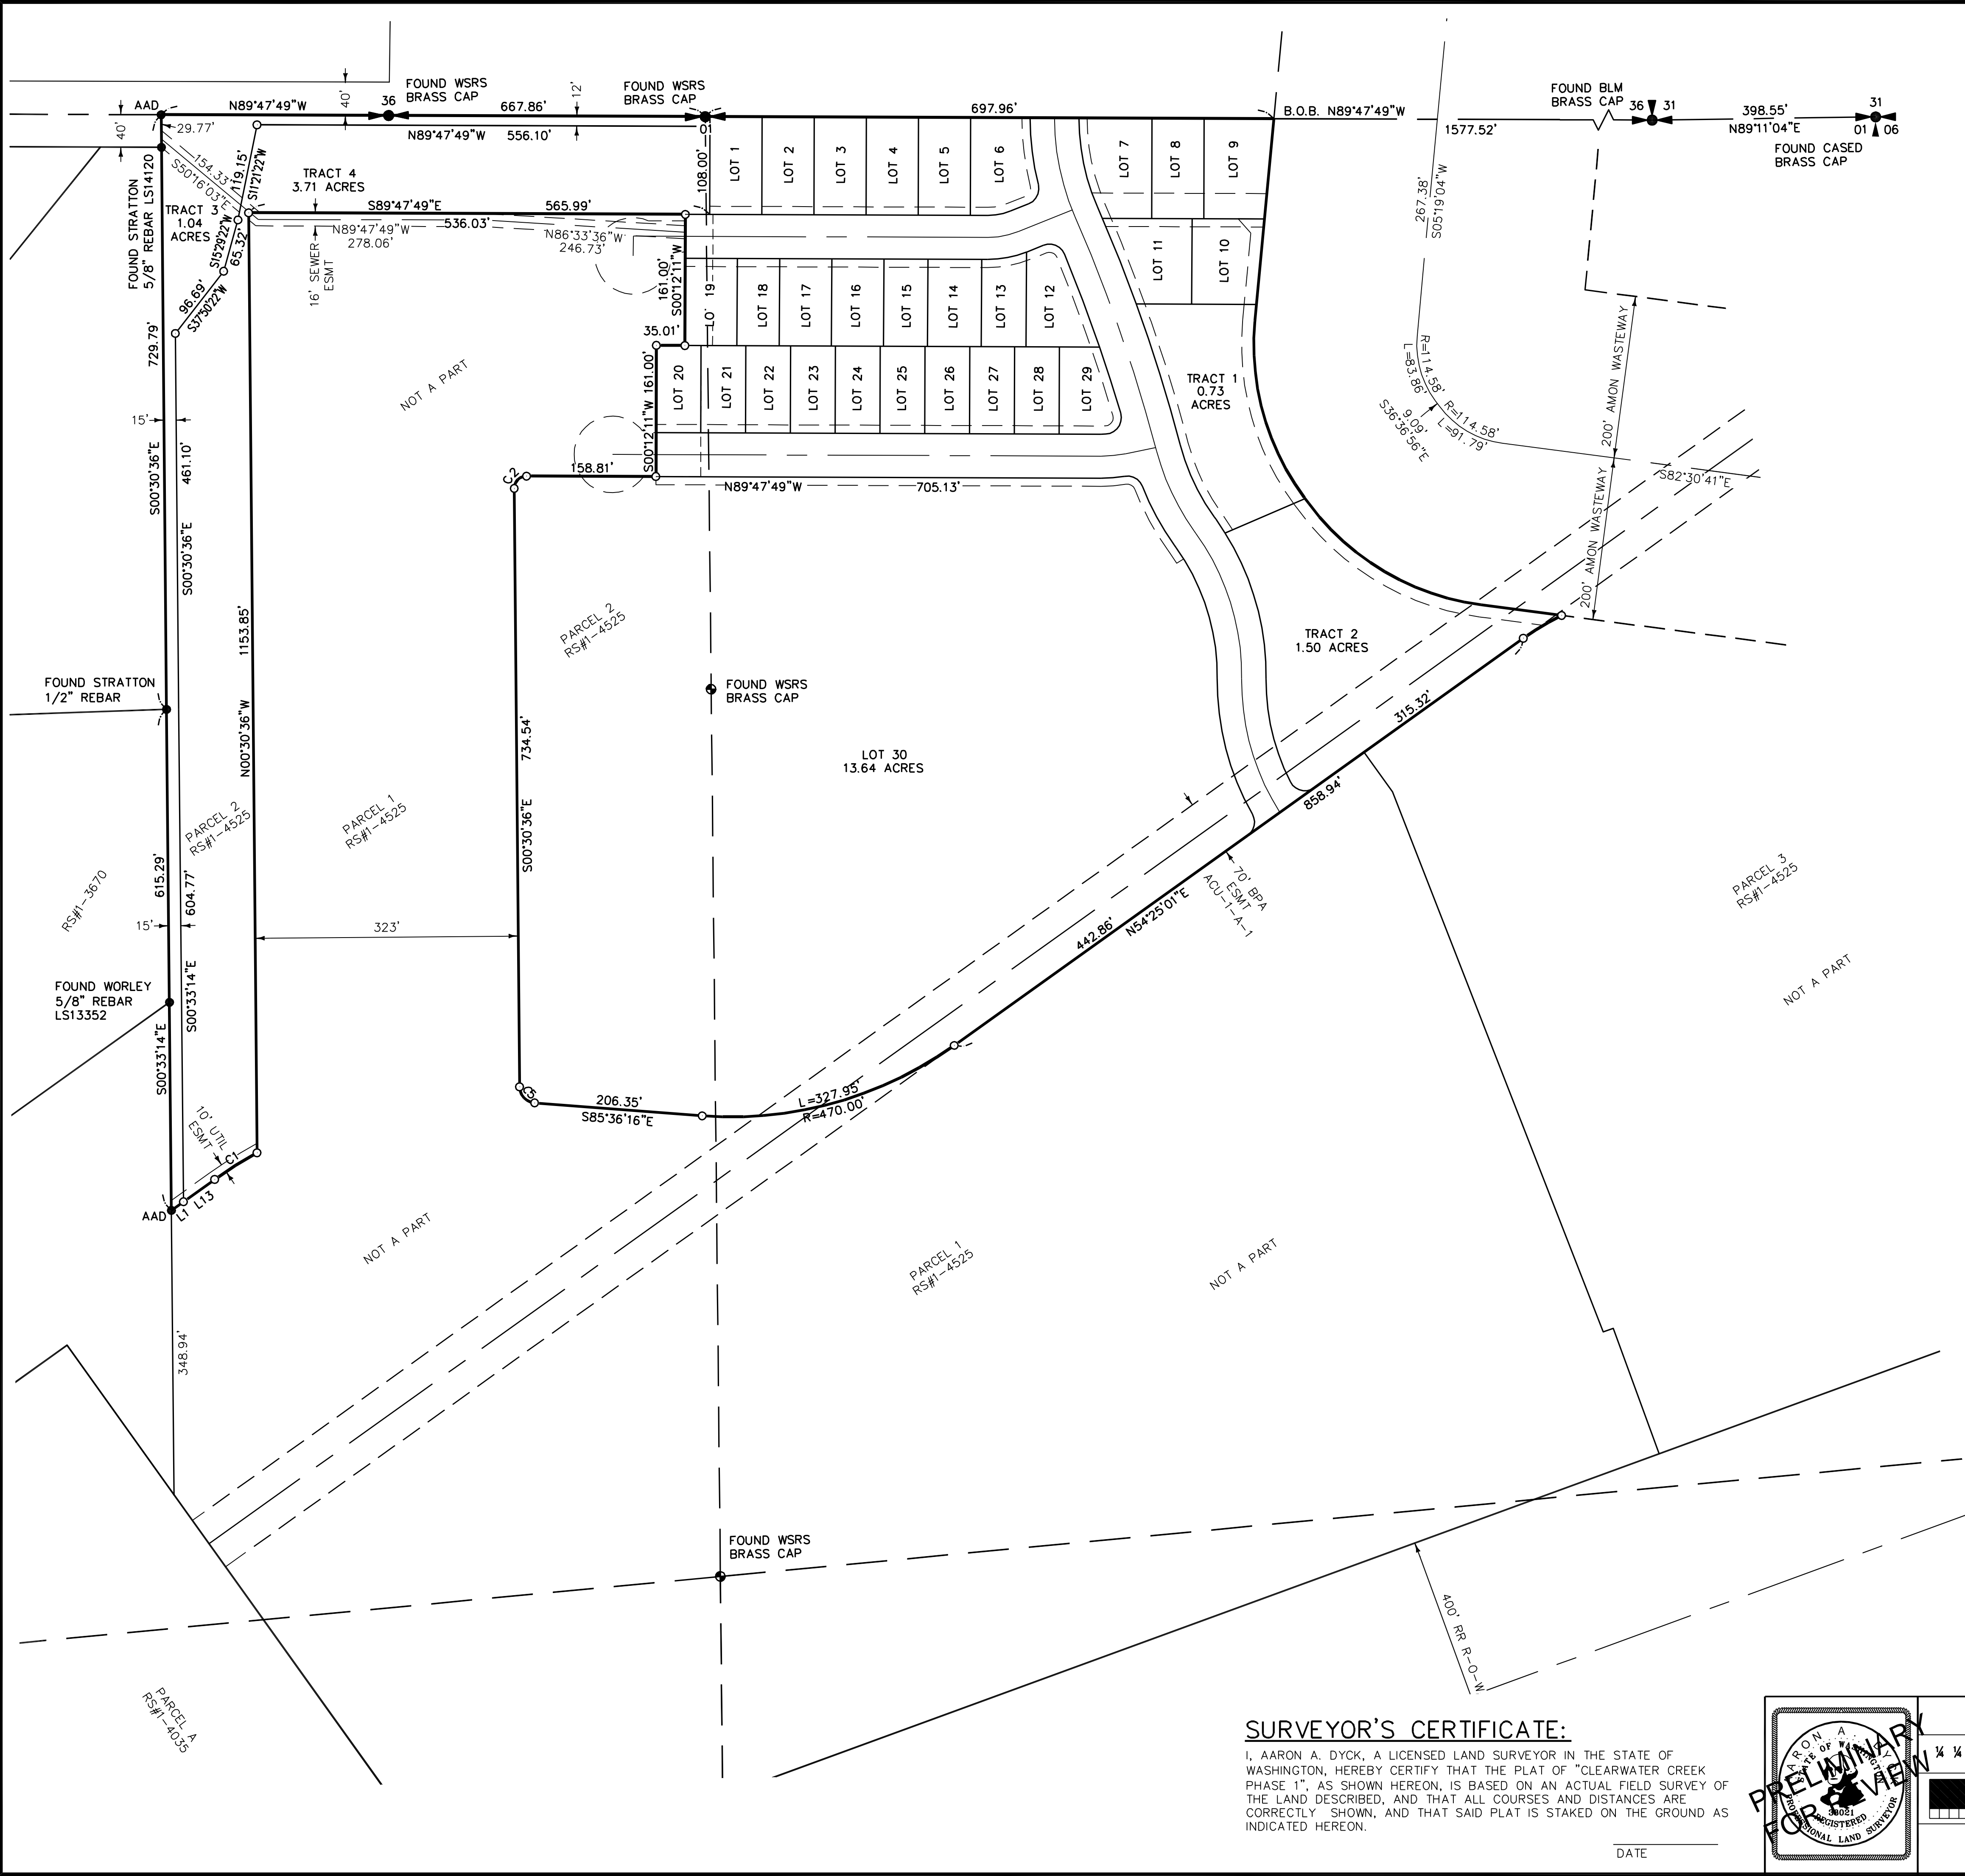 FOUND WSRS
BRASS CAP
FOUND WSRS
BRASS CAP
FOUND BLM
BRASS CAP
AAD
N89°47'49"W
36
40'
667.86'
12'
01
697.96'
B.O.B. N89°47'49"W
1577.52'
36
31
398.55'
N89°11'04"E
31
01
06
FOUND CASED
BRASS CAP
40'
29.77'
N89°47'49"W 556.10'
154.33'
S50°16'03"E
119.15'
S11°21'22"W
TRACT 4
3.71 ACRES
108.00'
TRACT 3
1.04
ACRES
S15°29'22"W
65.32'
S89°47'49"E
565.99'
536.03'
N89°47'49"W
278.06'
N86°33'36"W
246.73'
16' SEWER
ESMT
FOUND STRATTON
5/8" REBAR LS14120
96.69'
S37°50'22"W
LOT 1
LOT 2
LOT 3
LOT 4
LOT 5
LOT 6
LOT 7
LOT 8
LOT 9
LOT 11
LOT 10
267.38'
S05°19'04"W
161.00'
S00°12'11"W
LO' 19
LOT 18
LOT 17
LOT 16
LOT 15
LOT 14
LOT 13
LOT 12
35.01'
S00°12'11"W 161.00'
LOT 20
LOT 21
LOT 22
LOT 23
LOT 24
LOT 25
LOT 26
LOT 27
LOT 28
LOT 29
TRACT 1
0.73
ACRES
R=114.58'
L=83.86'
9.09'
S36°36'56"E
R=114.58'
L=91.79'
200' AMON WASTEWAY
S82°30'41"E
200' AMON WASTEWAY
729.79'
15'
S00°30'36"E
461.10'
S00°30'36"E
NOT A PART
C2
158.81'
N89°47'49"W
705.13'
1153.85'
N00°30'36"W
PARCEL 2
RS#1-4525
TRACT 2
1.50 ACRES
FOUND STRATTON
1/2" REBAR
FOUND WSRS
BRASS CAP
734.54'
S00°30'36"E
315.32'
LOT 30
13.64 ACRES
858.94'
PARCEL 2
RS#1-4525
PARCEL 1
RS#1-4525
615.29'
604.77'
RS#1-3670
15'
323'
70' BPA
ESMT
ACU-1-A-1
442.86'
N54°25'01"E
PARCEL 3
RS#1-4525
NOT A PART
FOUND WORLEY
5/8" REBAR
LS13352
S00°33'14"E
S00°33'14"E
C5
206.35'
S85°36'16"E
L=327.95'
R=470.00'
10' UTIL
ESMT
C1
AAD
L1
L13
NOT A PART
PARCEL 1
RS#1-4525
NOT A PART
348.94'
FOUND WSRS
BRASS CAP
400' RR R-O-W
PARCEL A
RS#1-4035
SURVEYOR'S CERTIFICATE:
I, AARON A. DYCK, A LICENSED LAND SURVEYOR IN THE STATE OF
WASHINGTON, HEREBY CERTIFY THAT THE PLAT OF "CLEARWATER CREEK
PHASE 1", AS SHOWN HEREON, IS BASED ON AN ACTUAL FIELD SURVEY OF
THE LAND DESCRIBED, AND THAT ALL COURSES AND DISTANCES ARE
CORRECTLY SHOWN, AND THAT SAID PLAT IS STAKED ON THE GROUND AS
INDICATED HEREON.
DATE
AARON A. DYCK
STATE OF WASHINGTON
38021
REGISTERED
PROFESSIONAL LAND SURVEYOR
PRELIMINARY
FOR REVIEW
¼ ¼